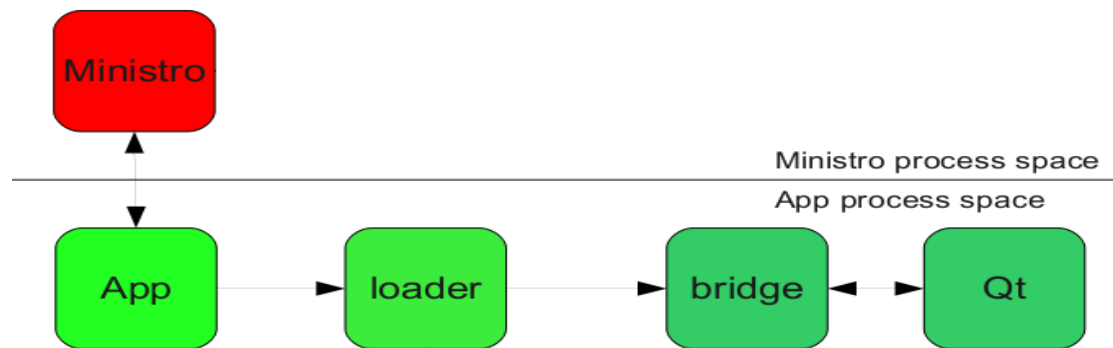 Ministro
Ministro process space
App process space
App
loader
bridge
Qt